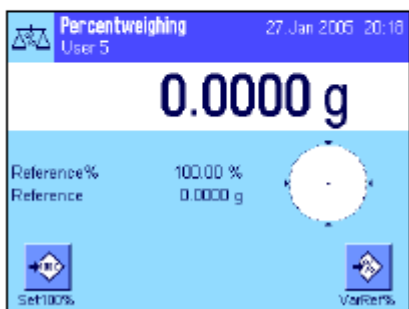 Percentweighing 27.Jan 2005 20:18
User 5
0.0000 g
Reference% 100.00 %
Reference 0.0000 g
Set100% VarRef%